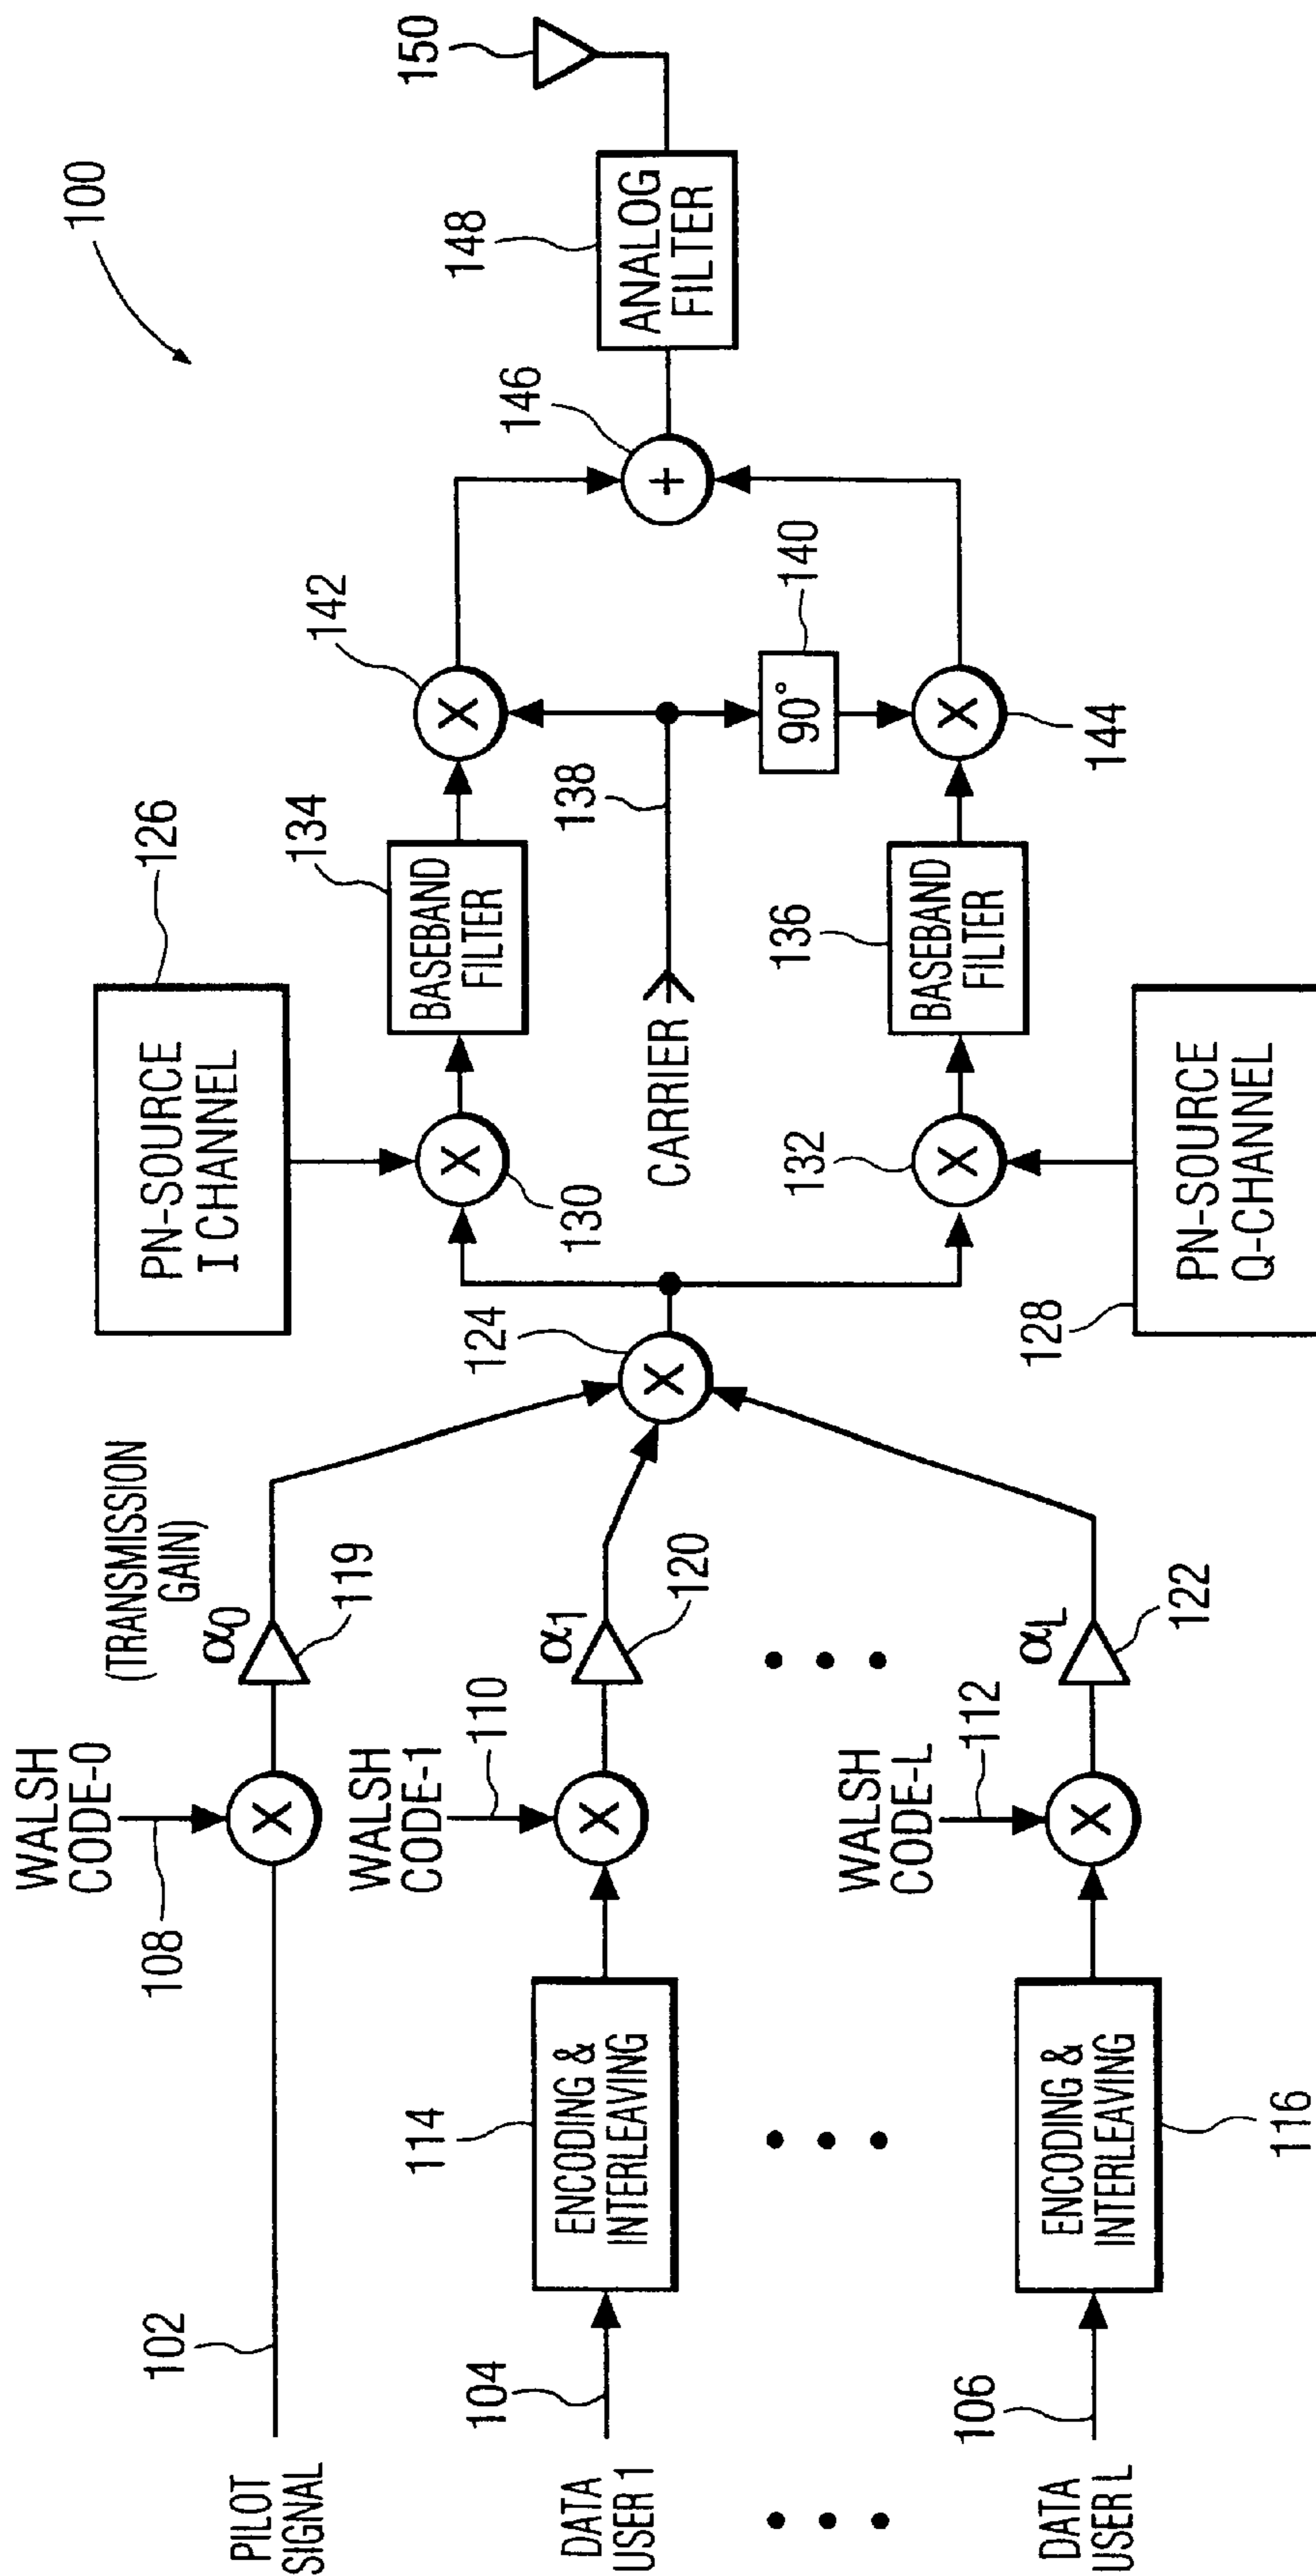 100
PILOT
SIGNAL
102
WALSH
CODE-0
108
(TRANSMISSION
GAIN)
α0
119
DATA
USER 1
104
114
ENCODING &
INTERLEAVING
WALSH
CODE-1
110
α1
120
DATA
USER L
106
ENCODING &
INTERLEAVING
116
WALSH
CODE-L
112
αL
122
124
PN-SOURCE
I CHANNEL
126
130
BASEBAND
FILTER
134
142
CARRIER
138
90°
140
132
PN-SOURCE
Q-CHANNEL
128
BASEBAND
FILTER
136
144
146
ANALOG
FILTER
148
150
X
X
X
X
X
X
X
X
+